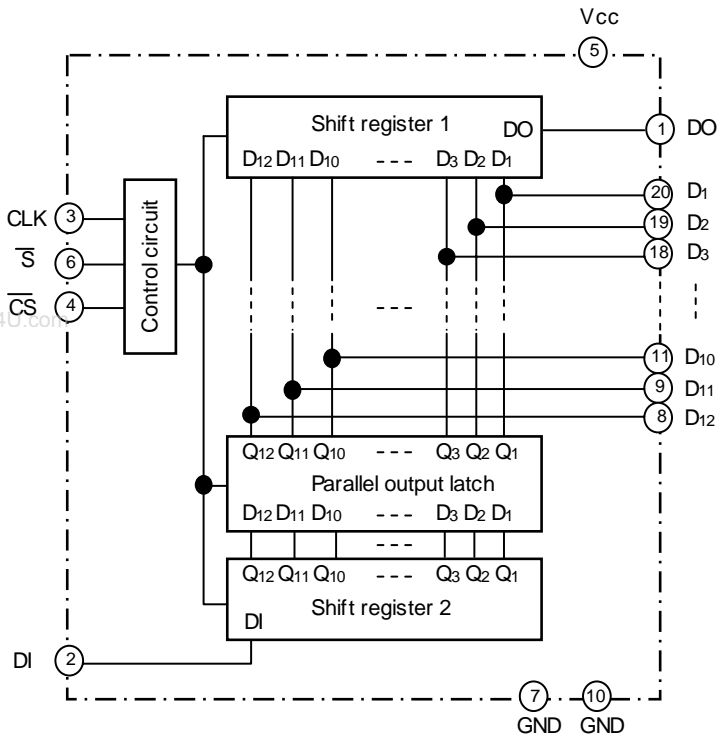 Vcc
5
Shift register 1
DO
1 DO
D12 D11 D10 --- D3 D2 D1
20 D1
CLK 3
19 D2
S̅ 6
18 D3
Control circuit
C̅S̅ 4
4U.com
---
11 D10
9 D11
8 D12
Q12 Q11 Q10 --- Q3 Q2 Q1
Parallel output latch
D12 D11 D10 --- D3 D2 D1
----
Q12 Q11 Q10 --- Q3 Q2 Q1
Shift register 2
DI
DI 2
7 10
GND GND